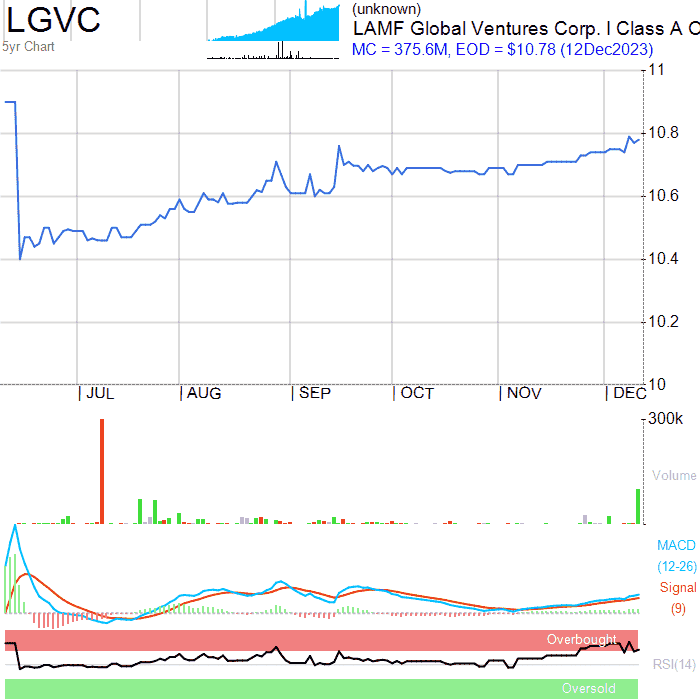 LGVC
5yr Chart
(unknown)
LAMF Global Ventures Corp. I Class A O
MC = 375.6M, EOD = $10.78 (12Dec2023)
11
10.8
10.6
10.4
10.2
10
JUL AUG SEP OCT NOV DEC
300k
Volume
MACD
(12-26)
Signal
(9)
Overbought
RSI(14)
Oversold